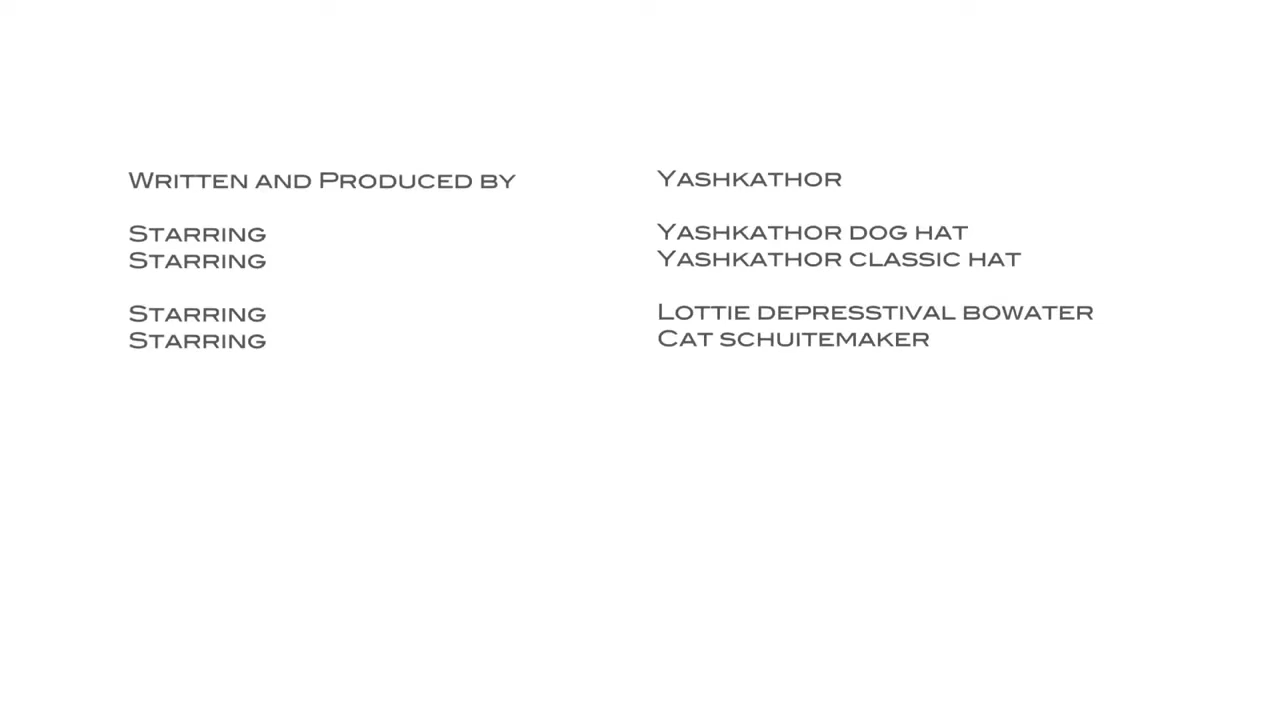 Written and Produced by Yashkathor
Starring Yashkathor dog hat
Starring Yashkathor classic hat
Starring Lottie depresstival bowater
Starring Cat schuitemaker